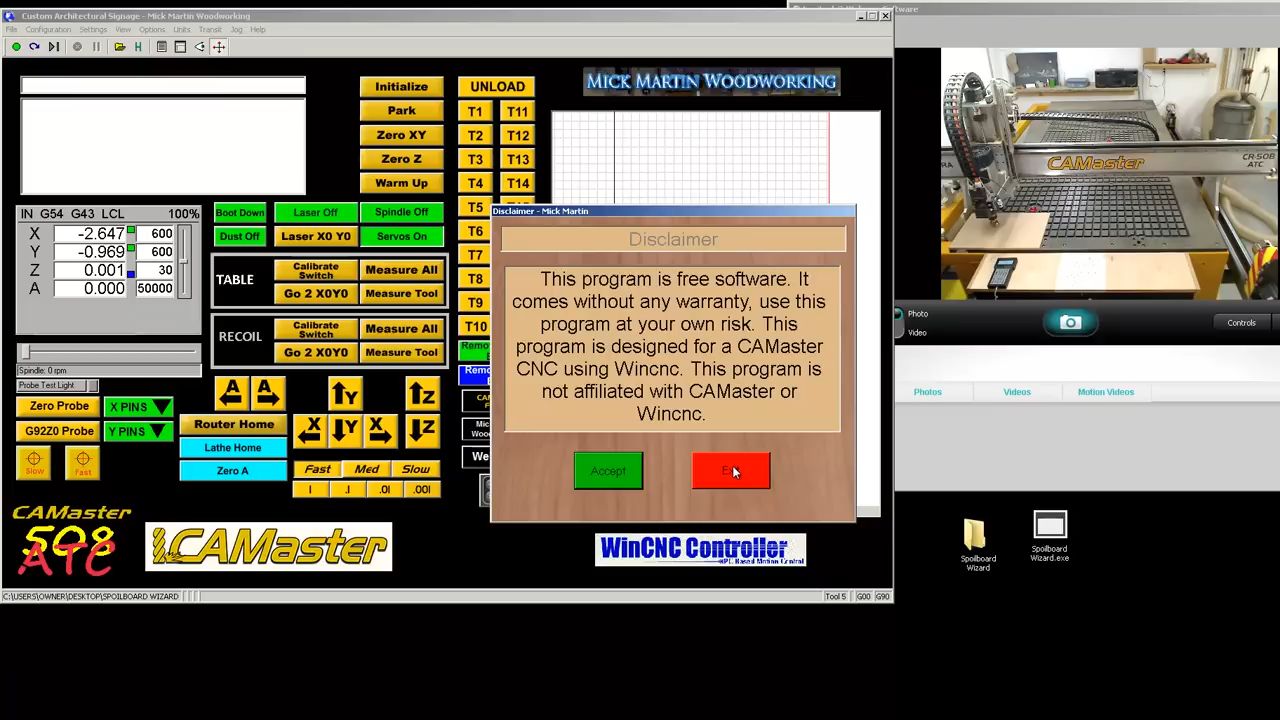 Custom Architectural Signage - Mick Martin Woodworking
File Configuration Settings View Options Units Transit Jog Help
MICK MARTIN WOODWORKING
Initialize
Park
Zero XY
Zero Z
Warm Up
UNLOAD
T1 T11
T2 T12
T3 T13
T4 T14
T5
T6
T7
T8
T9
T10
IN G54 G43 LCL 100%
X -2.647 600
Y -0.969 600
Z 0.001 30
A 0.000 50000
Spindle: 0 rpm
Probe Test Light
Boot Down
Laser Off
Spindle Off
Dust Off
Laser X0 Y0
Servos On
TABLE
Calibrate
Switch
Measure All
Go 2 X0Y0
Measure Tool
RECOIL
Calibrate
Switch
Measure All
Go 2 X0Y0
Measure Tool
Zero Probe
X PINS
G92Z0 Probe
Y PINS
Slow
Fast
A A
Y Z
X Y X Z
Router Home
Lathe Home
Zero A
Fast Med Slow
1 .1 .01 .001
CAMaster
508
ATC
CAMaster
WinCNC Controller
PC Based Motion Control
C:\USERS\OWNER\DESKTOP\SPOILBOARD WIZARD
Tool 5 G00 G90
Disclaimer - Mick Martin
Disclaimer
This program is free software. It
comes without any warranty, use this
program at your own risk. This
program is designed for a CAMaster
CNC using Wincnc. This program is
not affiliated with CAMaster or
Wincnc.
Accept
CAMaster
CR-508
ATC
Photo
Video
Controls
Photos Videos Motion Videos
Spoilboard
Wizard
Spoilboard
Wizard.exe